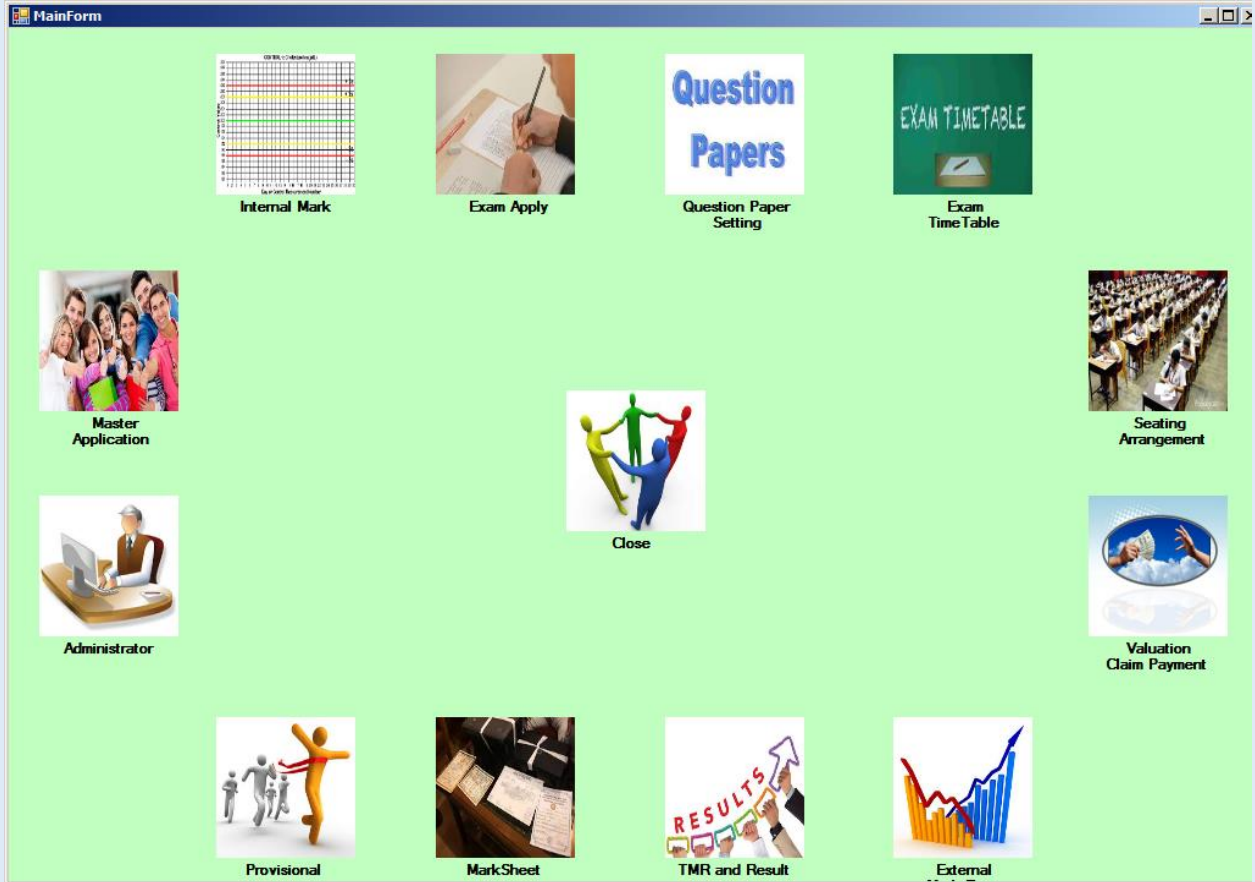 MainForm
Internal Mark
Exam Apply
Question
Papers
Question Paper
Setting
EXAM TIMETABLE
Exam
TimeTable
Master
Application
Seating
Arrangement
Close
Administrator
Valuation
Claim Payment
Provisional
MarkSheet
RESULTS
TMR and Result
External